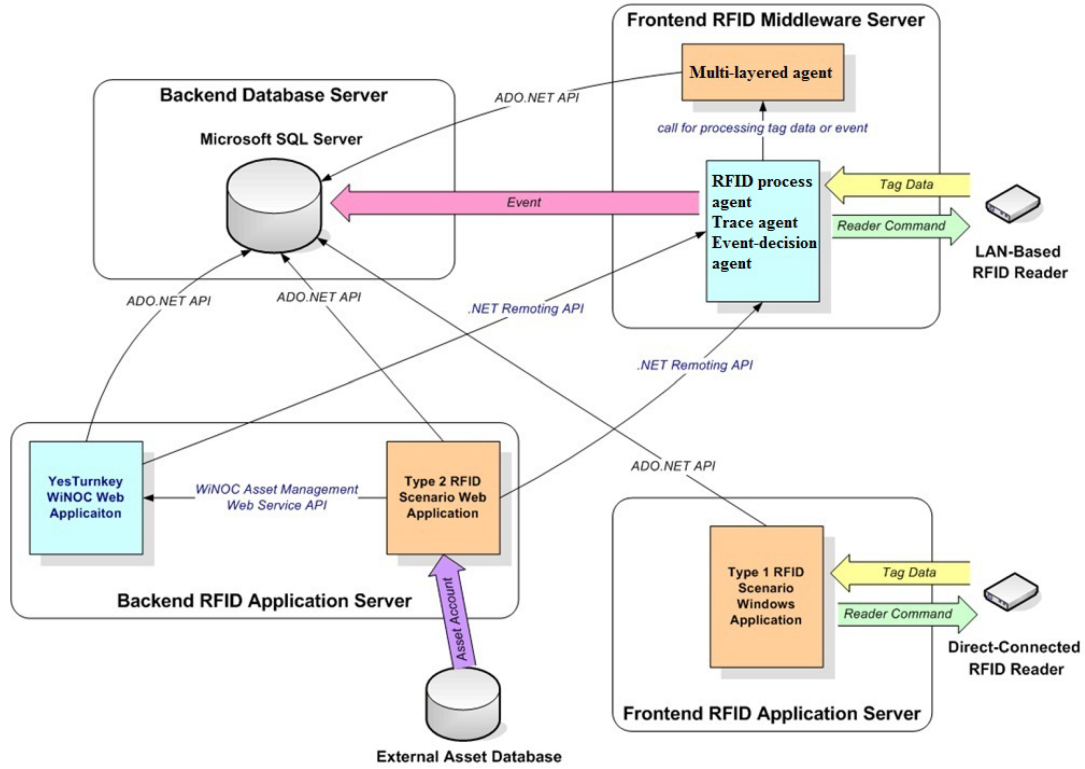 Frontend RFID Middleware Server
Multi-layered agent
ADO.NET API
call for processing tag data or event
Backend Database Server
Microsoft SQL Server
RFID process
agent
Trace agent
Event-decision
agent
Event
Tag Data
Reader Command
LAN-Based
RFID Reader
ADO.NET API
ADO.NET API
.NET Remoting API
.NET Remoting API
YesTurnkey
WiNOC Web
Applicaiton
WiNOC Asset Management
Web Service API
Type 2 RFID
Scenario Web
Application
Backend RFID Application Server
Asset Account
External Asset Database
ADO.NET API
Type 1 RFID
Scenario
Windows
Application
Tag Data
Reader Command
Direct-Connected
RFID Reader
Frontend RFID Application Server